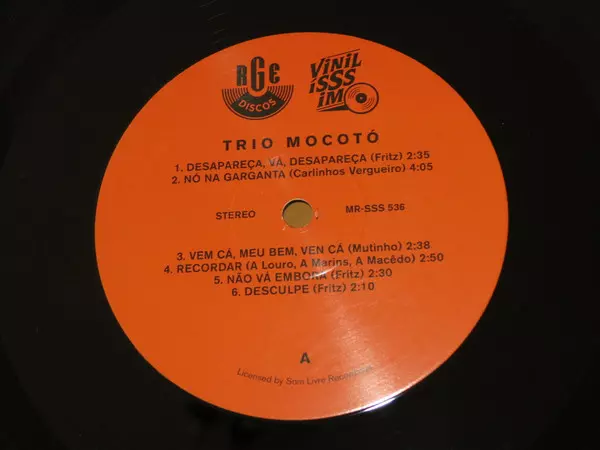 RGE
DISCOS
ViNiL
iSSS
iM
TRIO MOCOTÓ
1. DESAPAREÇA, VÁ, DESAPAREÇA (Fritz) 2:35
2. NÓ NA GARGANTA (Carlinhos Vergueiro) 4:05
STEREO
MR-SSS 536
3. VEM CÁ, MEU BEM, VEN CÁ (Mutinho) 2:38
4. RECORDAR (A Louro, A Marins, A Macêdo) 2:50
5. NÃO VÁ EMBORA (Fritz) 2:30
6. DESCULPE (Fritz) 2:10
A
Licensed by Som Livre Recordings